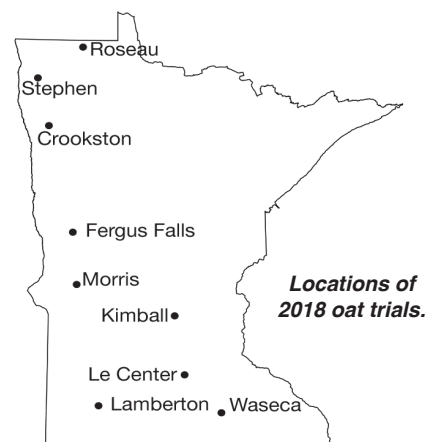 Roseau
Stephen
Crookston
Fergus Falls
Morris
Locations of
2018 oat trials.
Kimball
Le Center
Lamberton
Waseca